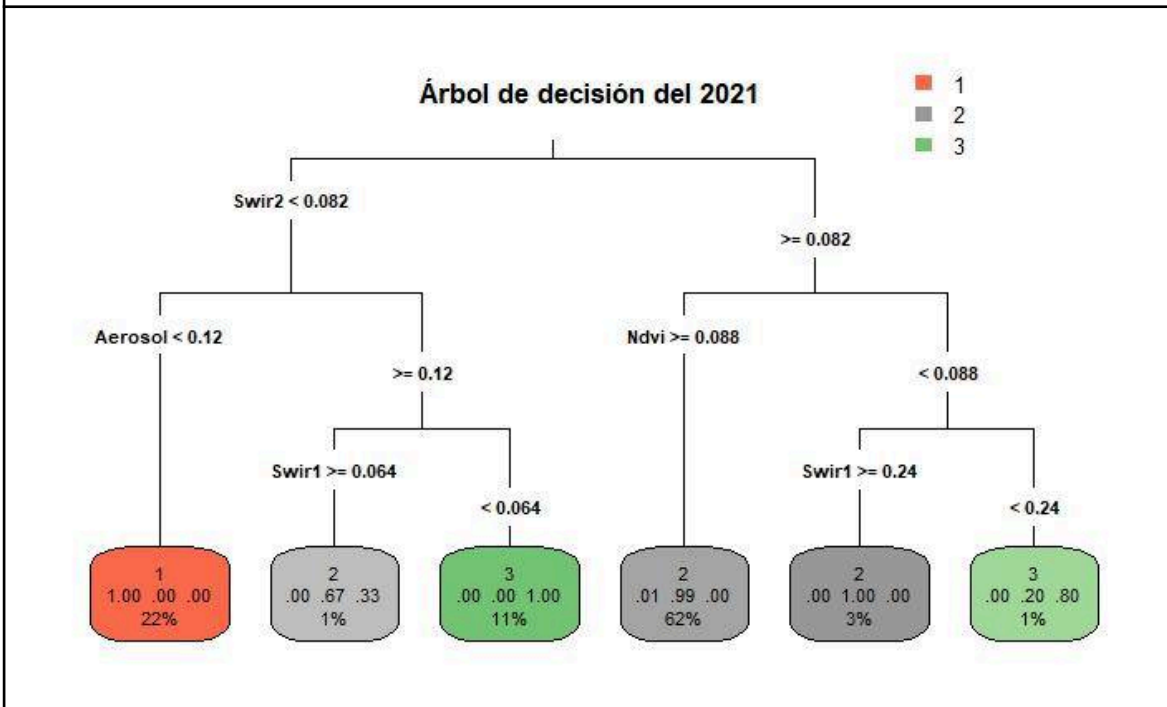 Árbol de decisión del 2021
1
2
3
Swir2 < 0.082
>= 0.082
Aerosol < 0.12
>= 0.12
Ndvi >= 0.088
< 0.088
Swir1 >= 0.064
< 0.064
Swir1 >= 0.24
< 0.24
1
1.00 .00 .00
22%
2
.00 .67 .33
1%
3
.00 .00 1.00
11%
2
.01 .99 .00
62%
2
.00 1.00 .00
3%
3
.00 .20 .80
1%